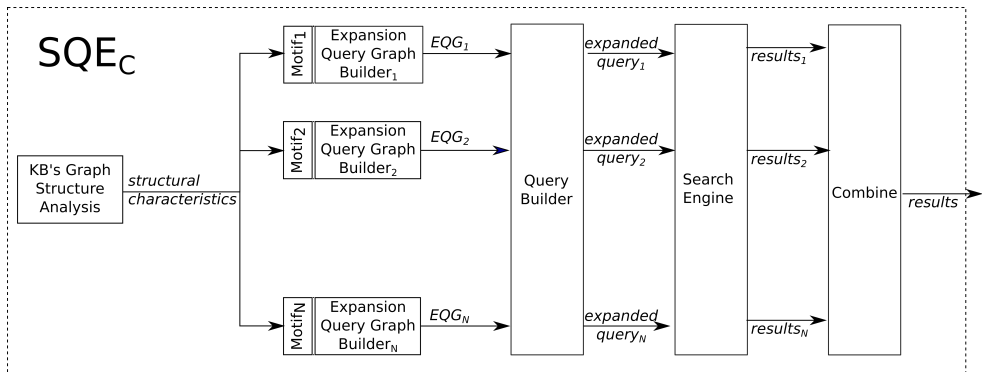 SQE_C
KB's Graph
Structure
Analysis
structural
characteristics
Motif_1
Expansion
Query Graph
Builder_1
EQG_1
Motif_2
Expansion
Query Graph
Builder_2
EQG_2
Motif_N
Expansion
Query Graph
Builder_N
EQG_N
Query
Builder
expanded
query_1
expanded
query_2
expanded
query_N
Search
Engine
results_1
results_2
results_N
Combine
results